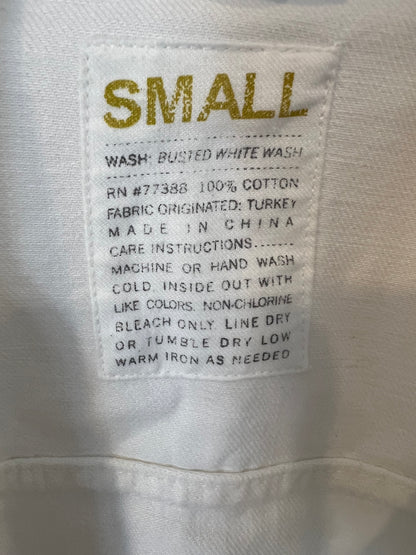 SMALL
WASH: BUSTED WHITE WASH
RN #77388 100% COTTON
FABRIC ORIGINATED: TURKEY
MADE IN CHINA
CARE INSTRUCTIONS.......
MACHINE OR HAND WASH
COLD. INSIDE OUT WITH
LIKE COLORS. NON-CHLORINE
BLEACH ONLY. LINE DRY
OR TUMBLE DRY LOW
WARM IRON AS NEEDED